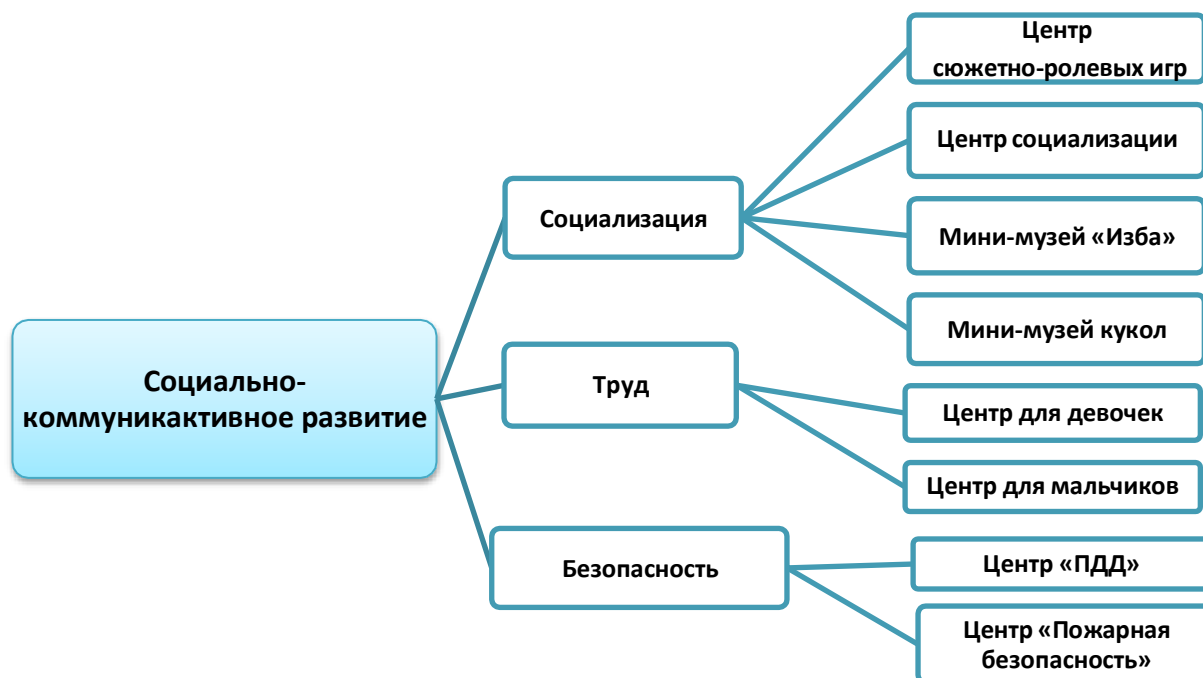 Социально-
коммуникактивное развитие
Социализация
Центр
сюжетно-ролевых игр
Центр социализации
Мини-музей «Изба»
Мини-музей кукол
Труд
Центр для девочек
Центр для мальчиков
Безопасность
Центр «ПДД»
Центр «Пожарная
безопасность»